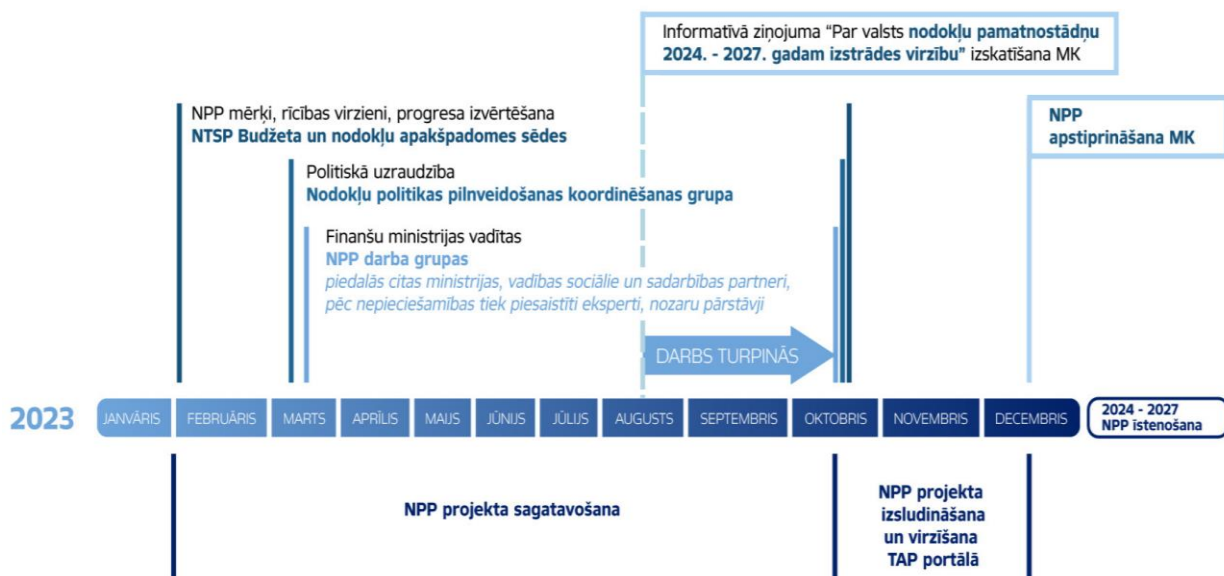 Informatīvā ziņojuma “Par valsts nodokļu pamatnostādņu
2024. - 2027. gadam izstrādes virzību” izskatīšana MK
NPP mērķi, rīcības virzieni, progresa izvērtēšana
NTSP Budžeta un nodokļu apakšpadomes sēdes
NPP
apstiprināšana MK
Politiskā uzraudzība
Nodokļu politikas pilnveidošanas koordinēšanas grupa
Finanšu ministrijas vadītas
NPP darba grupas
piedalās citas ministrijas, vadības sociālie un sadarbības partneri,
pēc nepieciešamības tiek piesaistīti eksperti, nozaru pārstāvji
DARBS TURPINĀS
2023
JANVĀRIS
FEBRUĀRIS
MARTS
APRĪLIS
MAIJS
JŪNIJS
JŪLIJS
AUGUSTS
SEPTEMBRIS
OKTOBRIS
NOVEMBRIS
DECEMBRIS
2024 - 2027
NPP īstenošana
NPP projekta sagatavošana
NPP projekta
izsludināšana
un virzīšana
TAP portālā